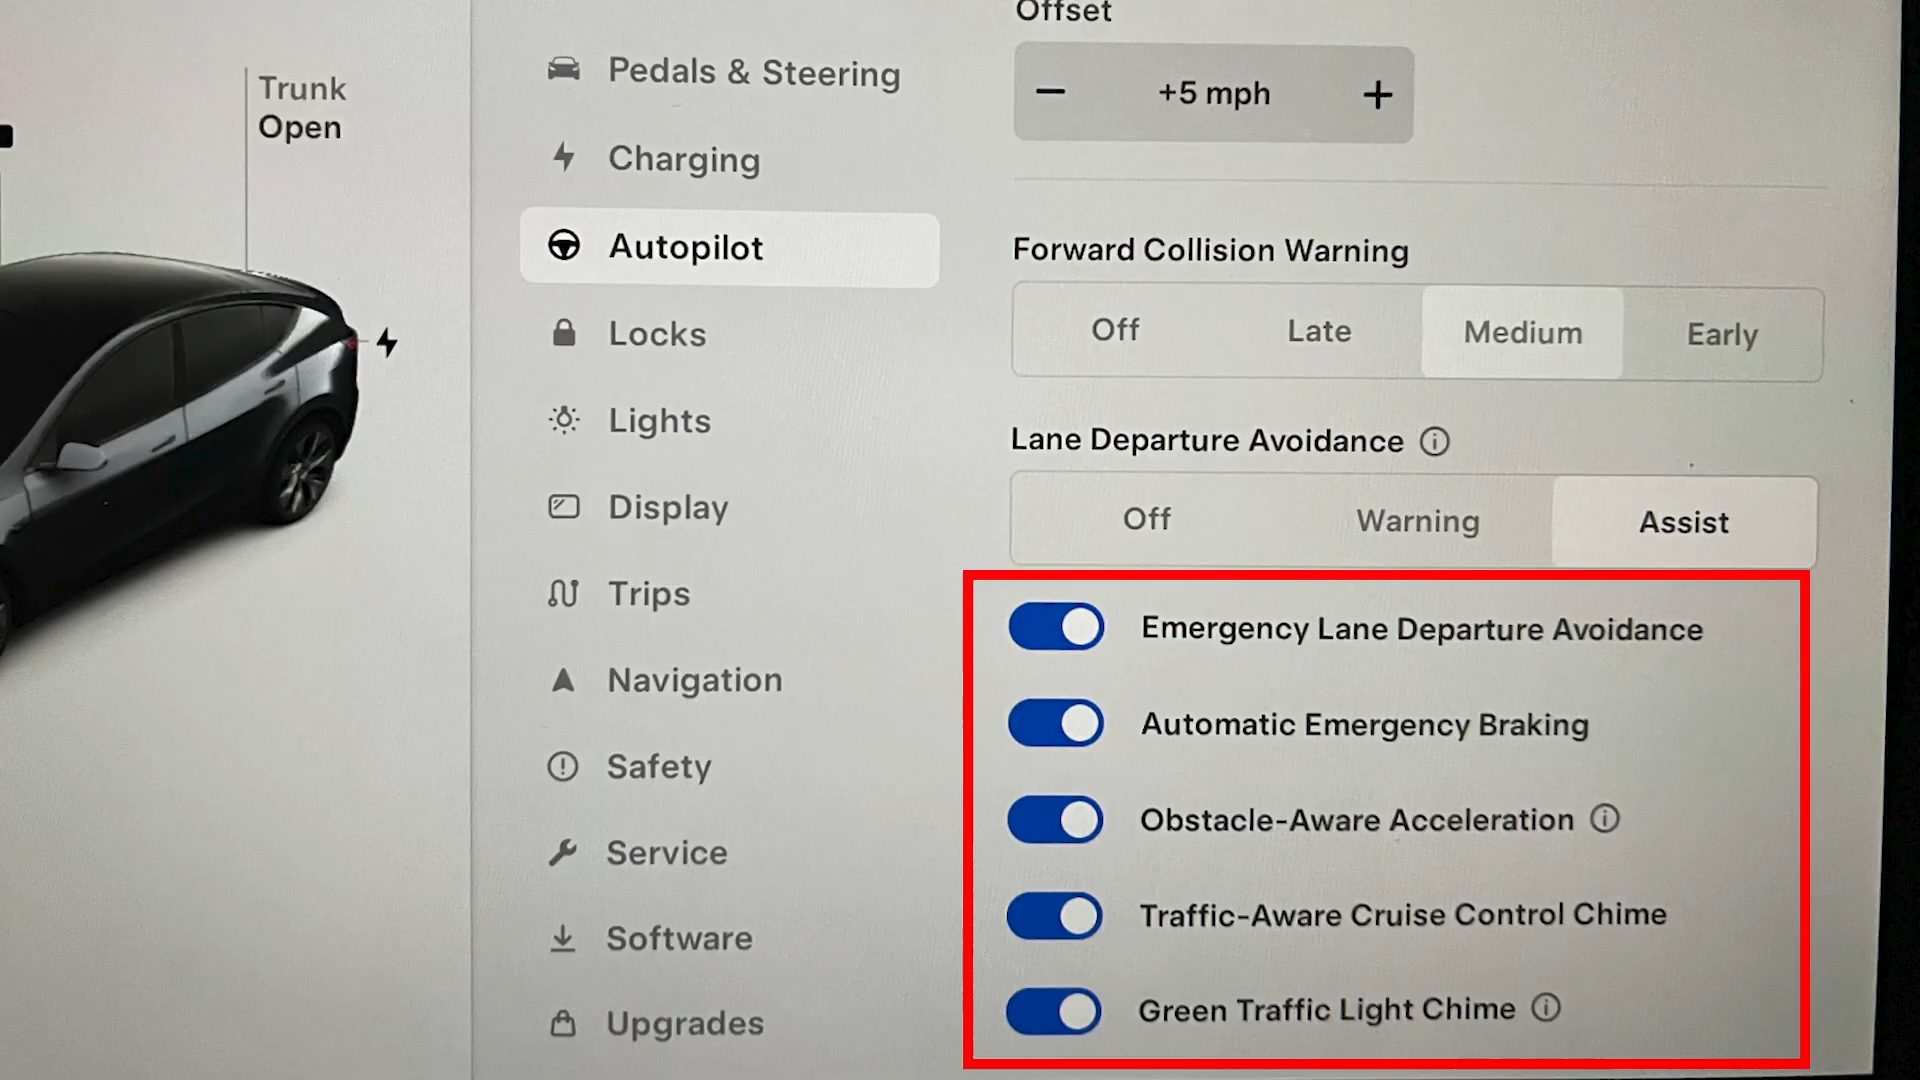 Trunk
Open
Pedals & Steering
Charging
Autopilot
Locks
Lights
Display
Trips
Navigation
Safety
Service
Software
Upgrades
Offset
+5 mph
Forward Collision Warning
Off Late Medium Early
Lane Departure Avoidance
Off Warning Assist
Emergency Lane Departure Avoidance
Automatic Emergency Braking
Obstacle-Aware Acceleration
Traffic-Aware Cruise Control Chime
Green Traffic Light Chime